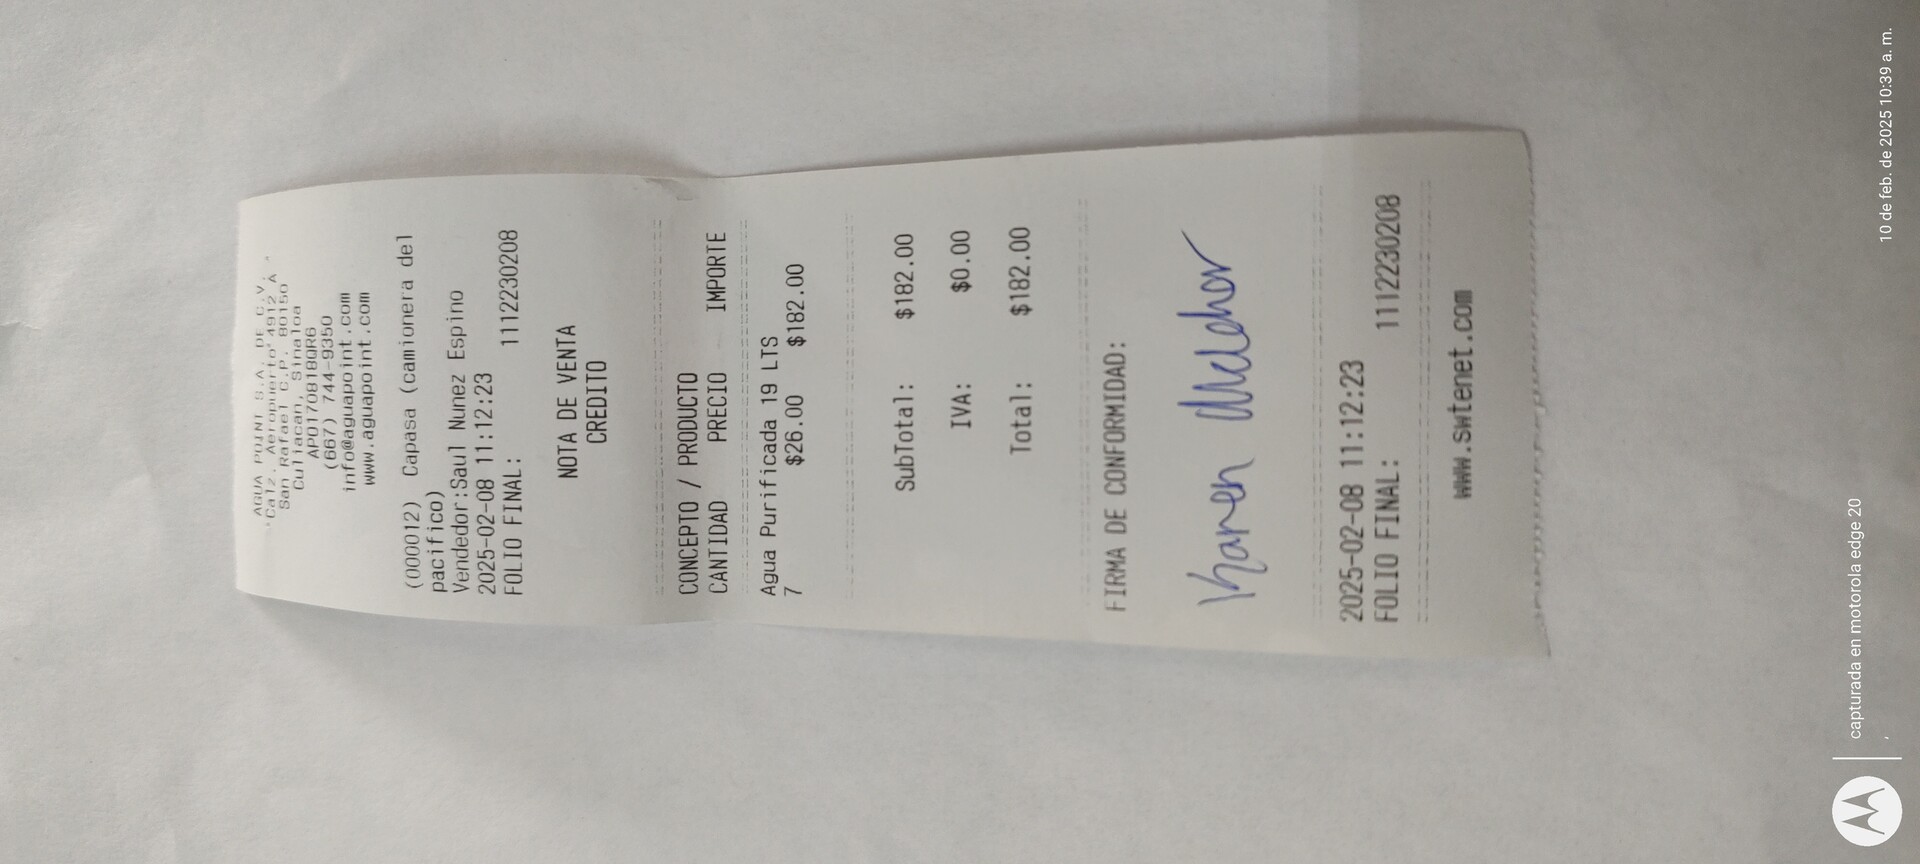 AGUA POINT S.A. DE C.V.
"Calz. Aeropuerto 4912 A "
San Rafael C.P. 80150
Culiacan, Sinaloa
APO170818QR6
(667) 744-9350
info@aguapoint.com
www.aguapoint.com
(000012) Capasa (camionera del
pacifico)
Vendedor:Saul Nunez Espino
2025-02-08 11:12:23
FOLIO FINAL: 1112230208
NOTA DE VENTA
CREDITO
CONCEPTO / PRODUCTO
CANTIDAD PRECIO IMPORTE
Agua Purificada 19 LTS
7 $26.00 $182.00
SubTotal: $182.00
IVA: $0.00
Total: $182.00
FIRMA DE CONFORMIDAD:
Karen Melchor
2025-02-08 11:12:23
FOLIO FINAL: 1112230208
www.swtenet.com
capturada en motorola edge 20
10 de feb. de 2025 10:39 a. m.